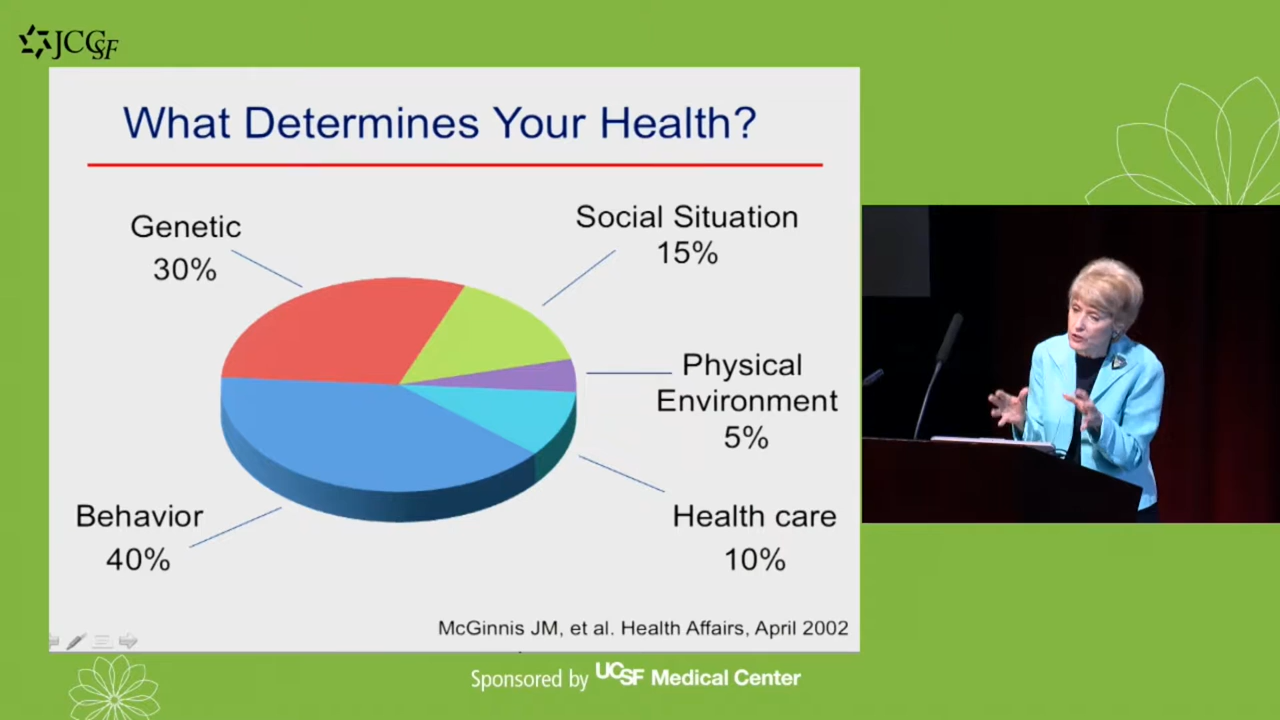 JCCSF
What Determines Your Health?
Genetic
30%
Social Situation
15%
Physical
Environment
5%
Behavior
40%
Health care
10%
McGinnis JM, et al. Health Affairs, April 2002
Sponsored by UCSF Medical Center